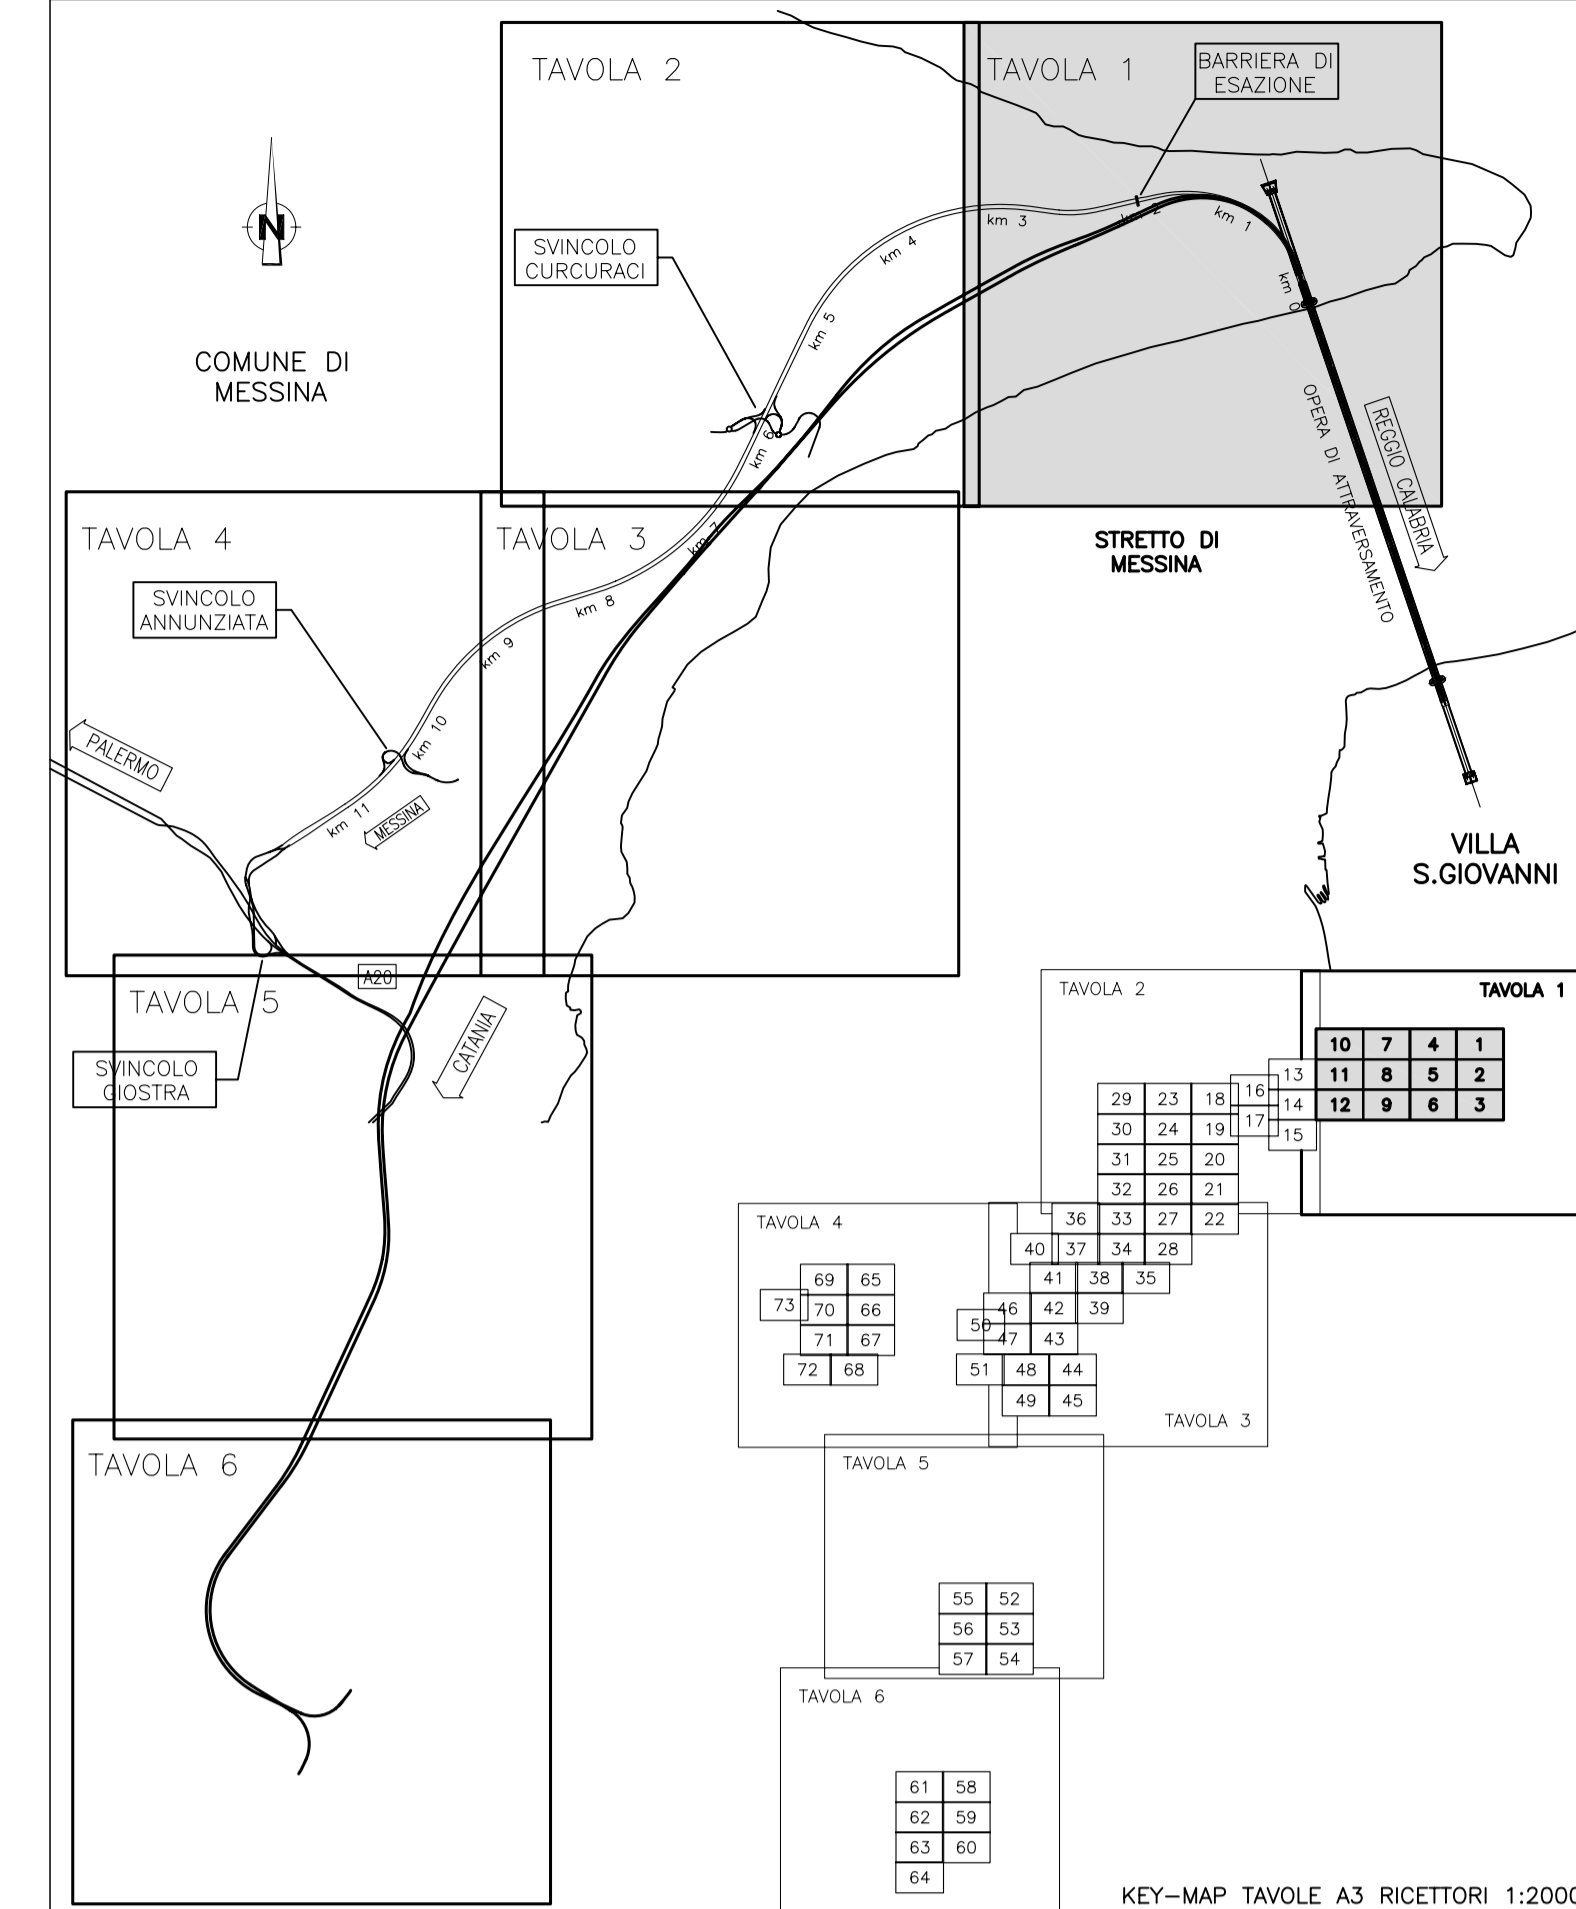 TAVOLA 2
TAVOLA 1
BARRIERA DI
ESAZIONE
N
SVINCOLO
CURCURACI
COMUNE DI
MESSINA
km 0
km 1
km 2
km 3
km 4
km 5
km 6
km 7
km 8
km 9
km 10
km 11
OPERA DI ATTRAVERSAMENTO
REGGIO CALABRIA
TAVOLA 4
TAVOLA 3
STRETTO DI
MESSINA
SVINCOLO
ANNUNZIATA
PALERMO
MESSINA
VILLA
S.GIOVANNI
A20
TAVOLA 5
CATANIA
SVINCOLO
GIOSTRA
TAVOLA 6
TAVOLA 2
TAVOLA 1
10 7 4 1
13 11 8 5 2
14 12 9 6 3
15
16
17
29 23 18
30 24 19
31 25 20
32 26 21
36 33 27 22
40 37 34 28
41 38 35
46 42 39
50
47 43
51 48 44
49 45
TAVOLA 3
TAVOLA 4
69 65
73 70 66
71 67
72 68
TAVOLA 5
55 52
56 53
57 54
TAVOLA 6
61 58
62 59
63 60
64
KEY-MAP TAVOLE A3 RICETTORI 1:2000